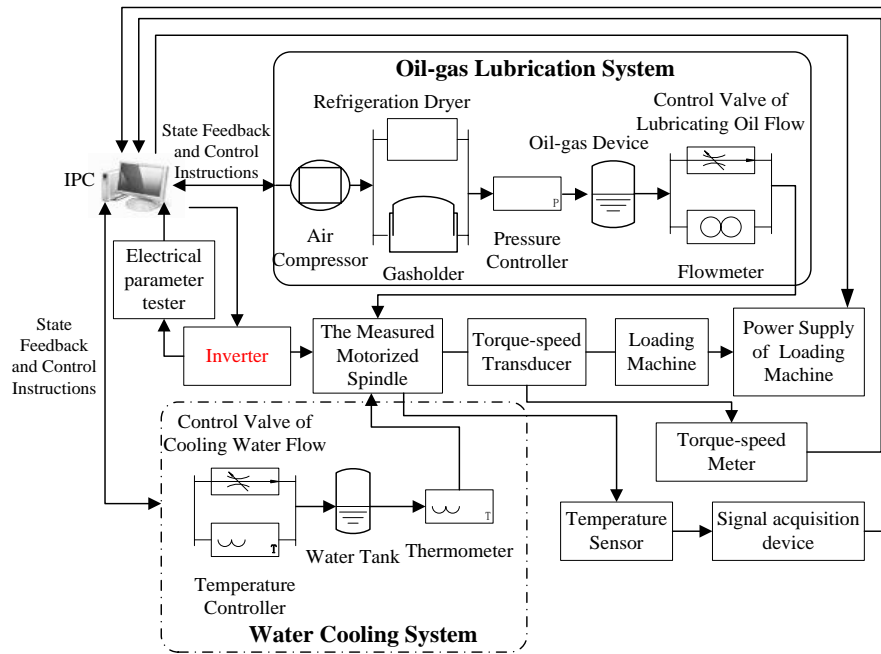 Oil-gas Lubrication System
Refrigeration Dryer
Control Valve of
Lubricating Oil Flow
State Feedback
and Control
Instructions
Oil-gas Device
IPC
P
Air
Compressor
Gasholder
Pressure
Controller
Flowmeter
Electrical
parameter
tester
State
Feedback
and Control
Instructions
Inverter
The Measured
Motorized
Spindle
Torque-speed
Transducer
Loading
Machine
Power Supply
of Loading
Machine
Control Valve of
Cooling Water Flow
Torque-speed
Meter
T
T
Water Tank
Thermometer
Temperature
Sensor
Signal acquisition
device
Temperature
Controller
Water Cooling System